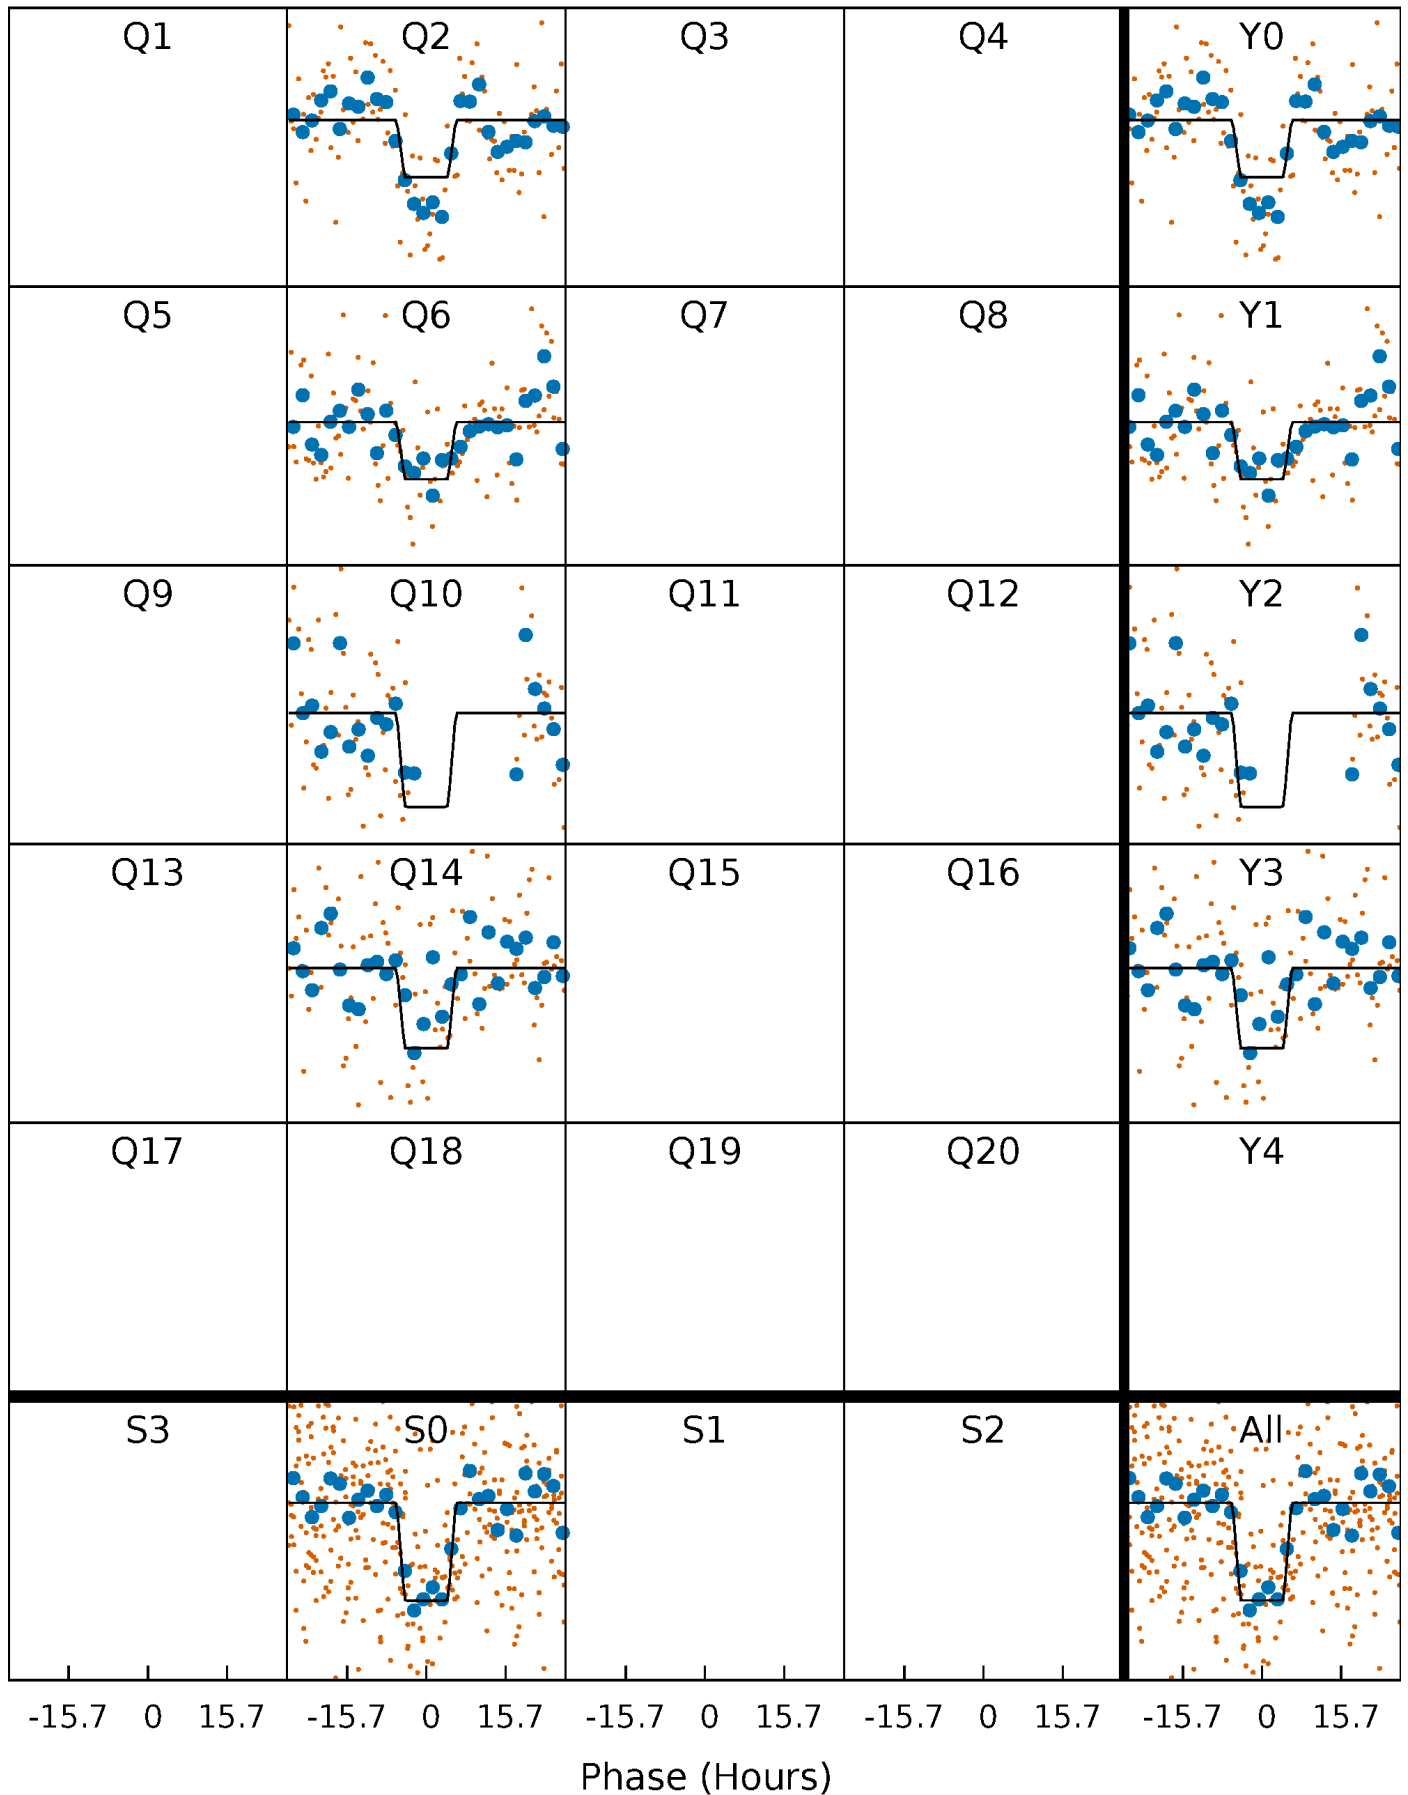 Q1 Q2 Q3 Q4 Y0
Q5 Q6 Q7 Q8 Y1
Q9 Q10 Q11 Q12 Y2
Q13 Q14 Q15 Q16 Y3
Q17 Q18 Q19 Q20 Y4
S3 S0 S1 S2 All
-15.7 0 15.7 -15.7 0 15.7 -15.7 0 15.7 -15.7 0 15.7 -15.7 0 15.7
Phase (Hours)